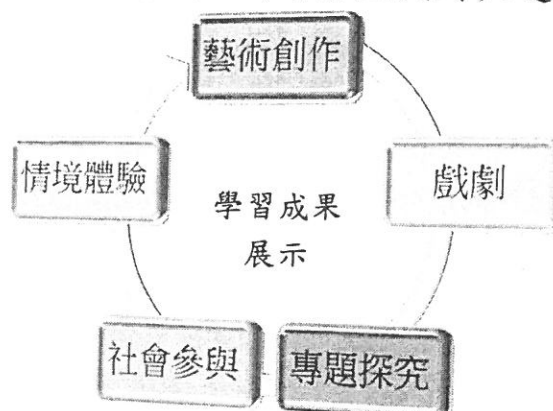 藝術創作
情境體驗
戲劇
學習成果
展示
社會參與
專題探究